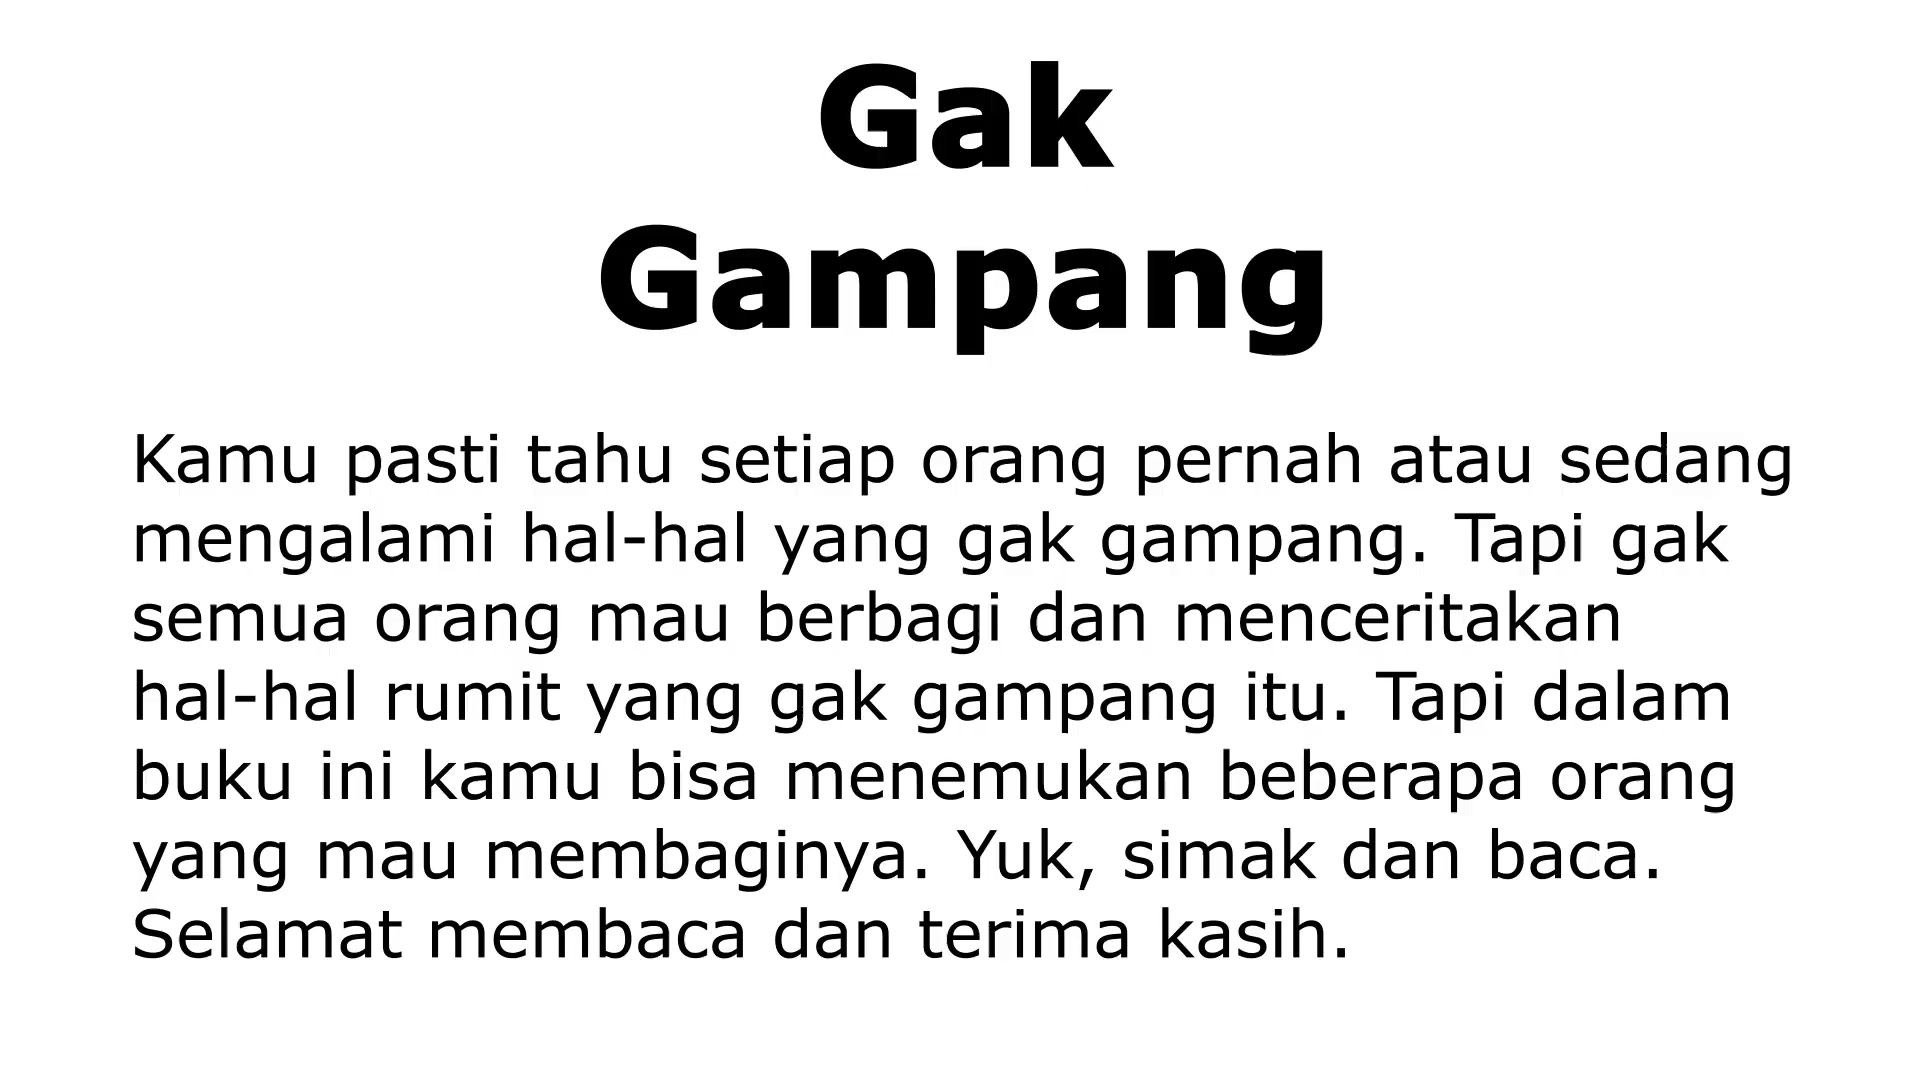 Gak
Gampang
Kamu pasti tahu setiap orang pernah atau sedang
mengalami hal-hal yang gak gampang. Tapi gak
semua orang mau berbagi dan menceritakan
hal-hal rumit yang gak gampang itu. Tapi dalam
buku ini kamu bisa menemukan beberapa orang
yang mau membaginya. Yuk, simak dan baca.
Selamat membaca dan terima kasih.